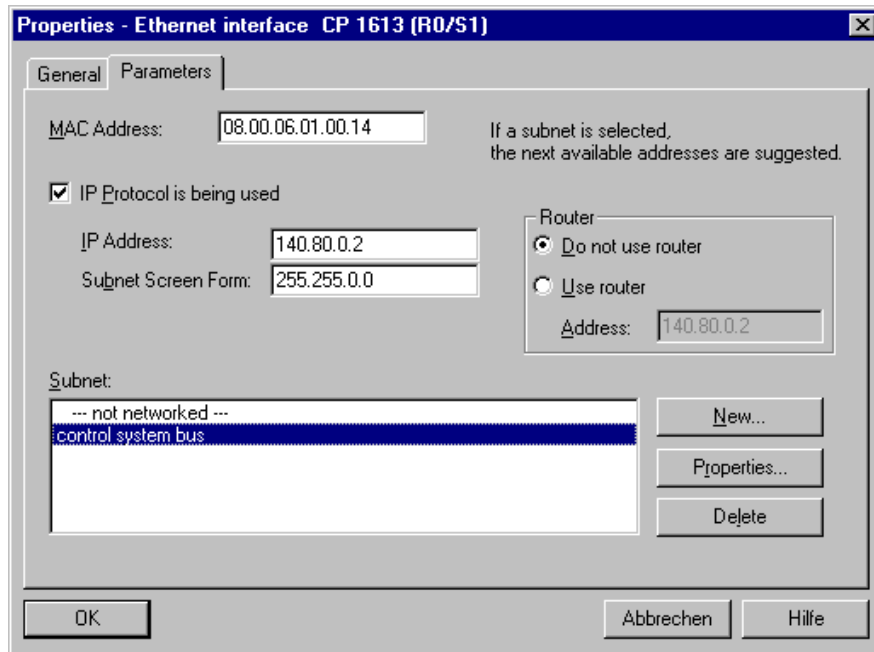 Properties - Ethernet interface CP 1613 (R0/S1)
General
Parameters
MAC Address:
08.00.06.01.00.14
If a subnet is selected,
the next available addresses are suggested.
IP Protocol is being used
IP Address:
140.80.0.2
Subnet Screen Form:
255.255.0.0
Router
Do not use router
Use router
Address:
140.80.0.2
Subnet:
--- not networked ---
control system bus
New...
Properties...
Delete
OK
Abbrechen
Hilfe